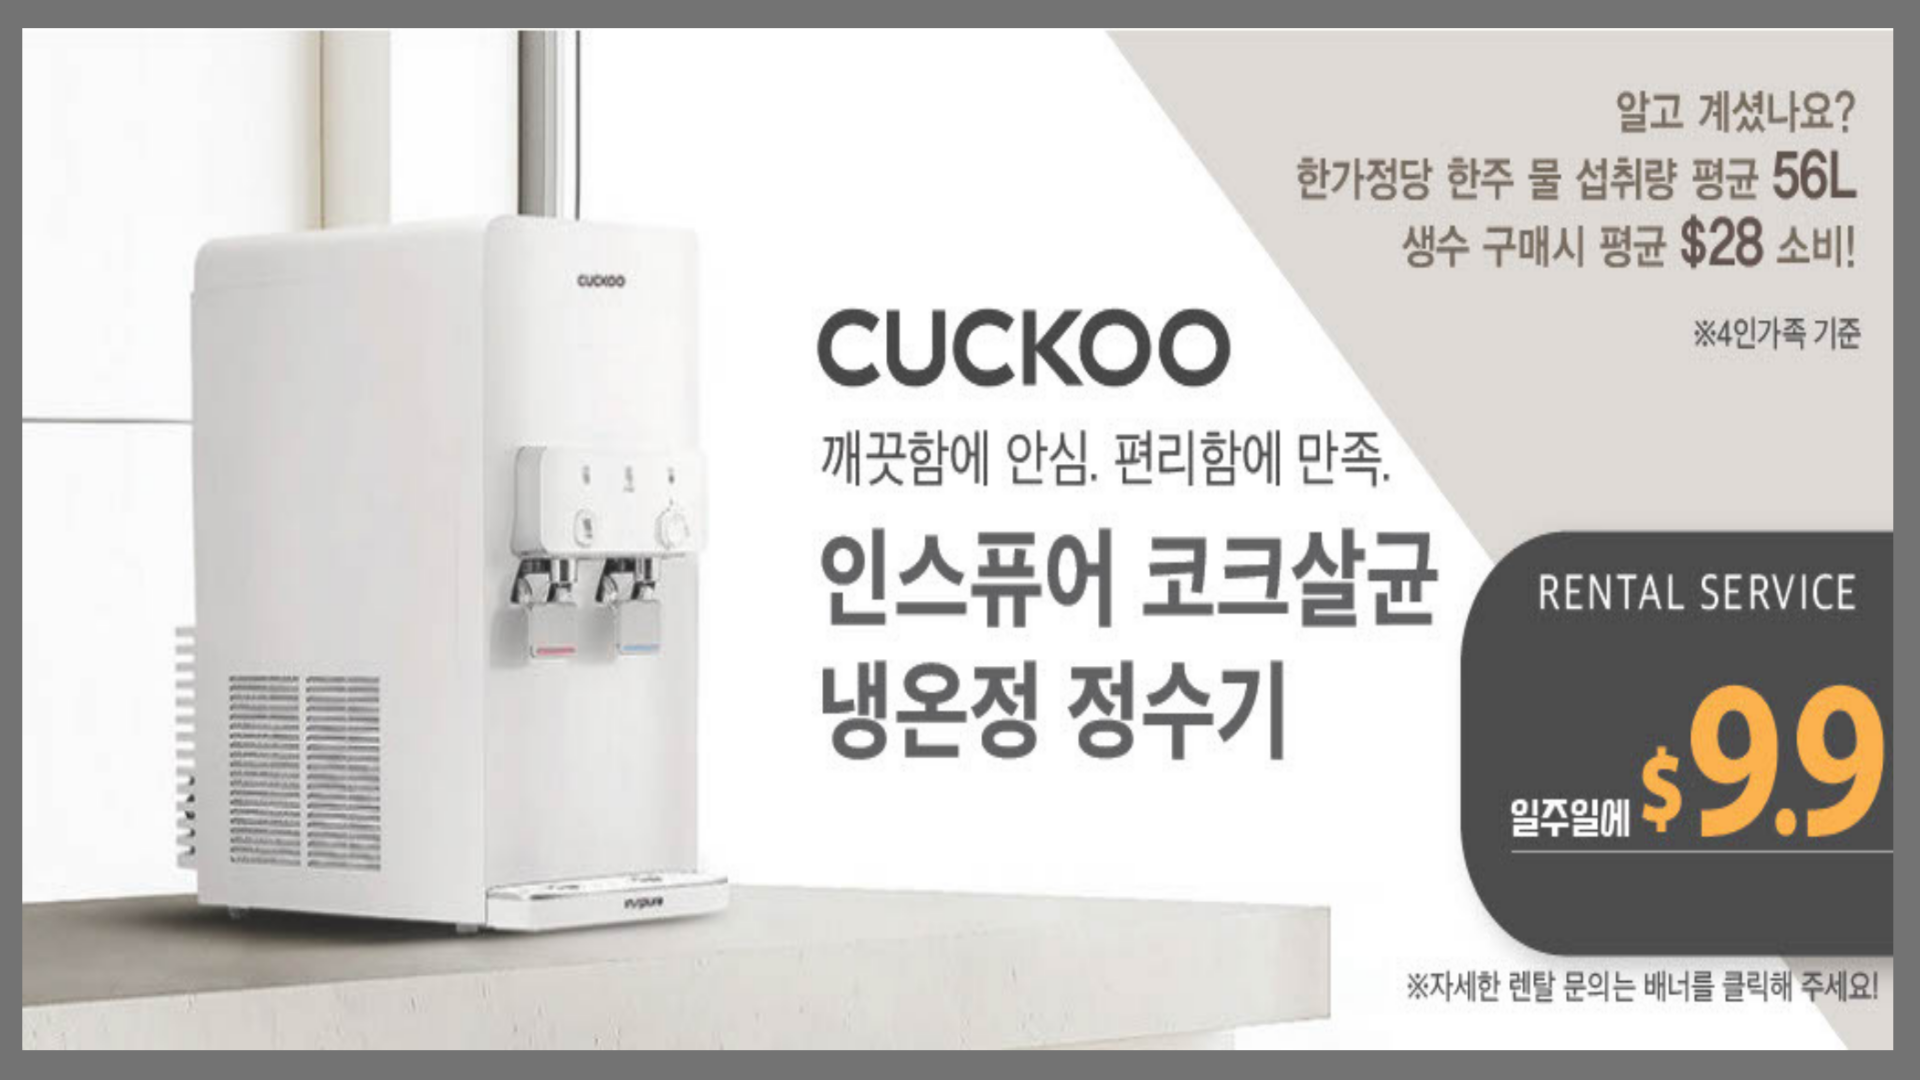 알고 계셨나요?
한가정당 한주 물 섭취량 평균 56L
생수 구매시 평균 $28 소비!
※4인가족 기준
CUCKOO
CUCKOO
깨끗함에 안심. 편리함에 만족.
인스퓨어 코크살균
냉온정 정수기
RENTAL SERVICE
일주일에 $9.9
inspure
※자세한 렌탈 문의는 배너를 클릭해 주세요!